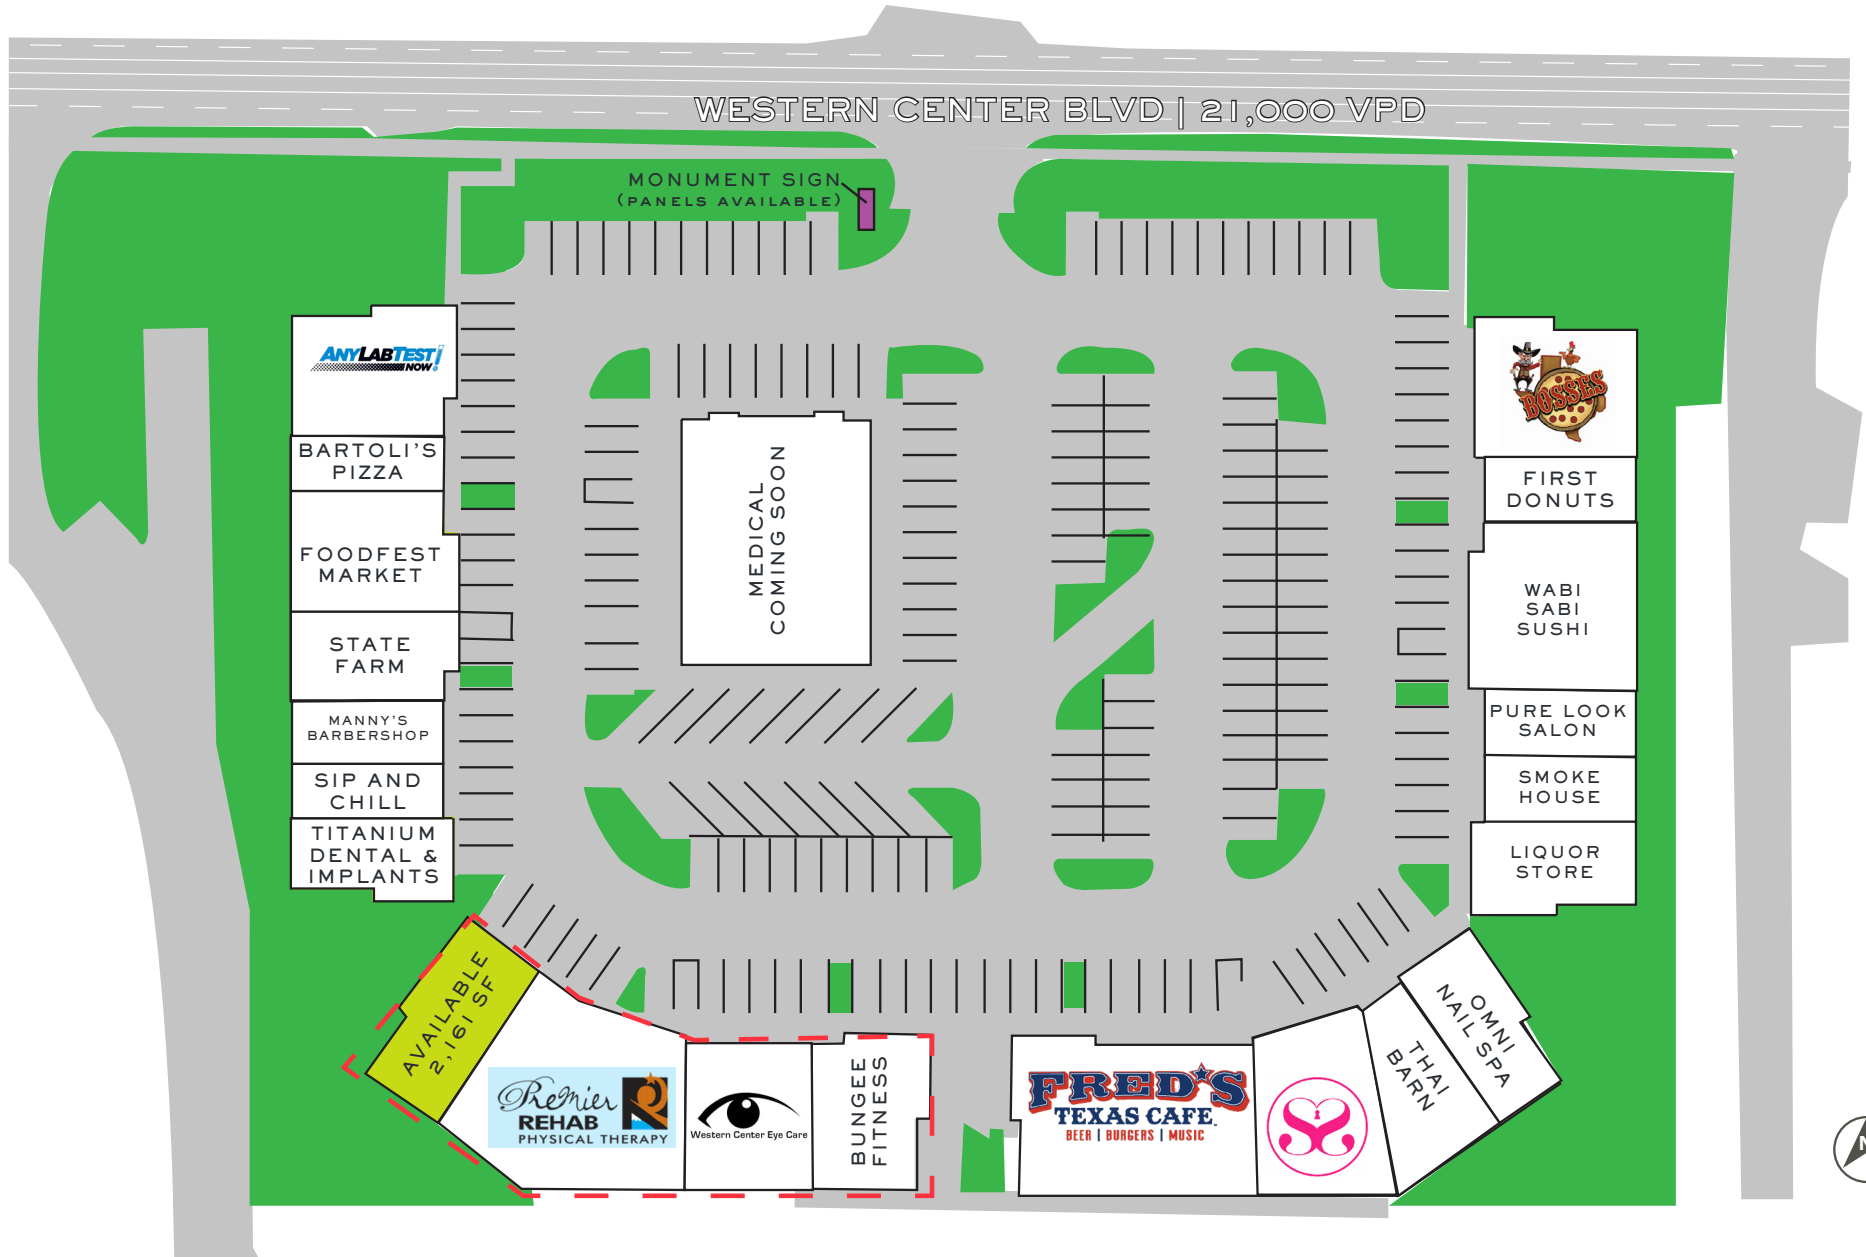 WESTERN CENTER BLVD | 21,000 VPD
MONUMENT SIGN
(PANELS AVAILABLE)
ANYLABTEST!
NOW
BARTOLI'S
PIZZA
FOODFEST
MARKET
STATE
FARM
MANNY'S
BARBERSHOP
SIP AND
CHILL
TITANIUM
DENTAL &
IMPLANTS
MEDICAL
COMING SOON
BOSSES
FIRST
DONUTS
WABI
SABI
SUSHI
PURE LOOK
SALON
SMOKE
HOUSE
LIQUOR
STORE
AVAILABLE
2,161 SF
Premier
REHAB
PHYSICAL THERAPY
Western Center Eye Care
BUNGEE
FITNESS
FRED'S
TEXAS CAFE.
BEER | BURGERS | MUSIC
THAI
BARN
OMNI
NAIL SPA
N